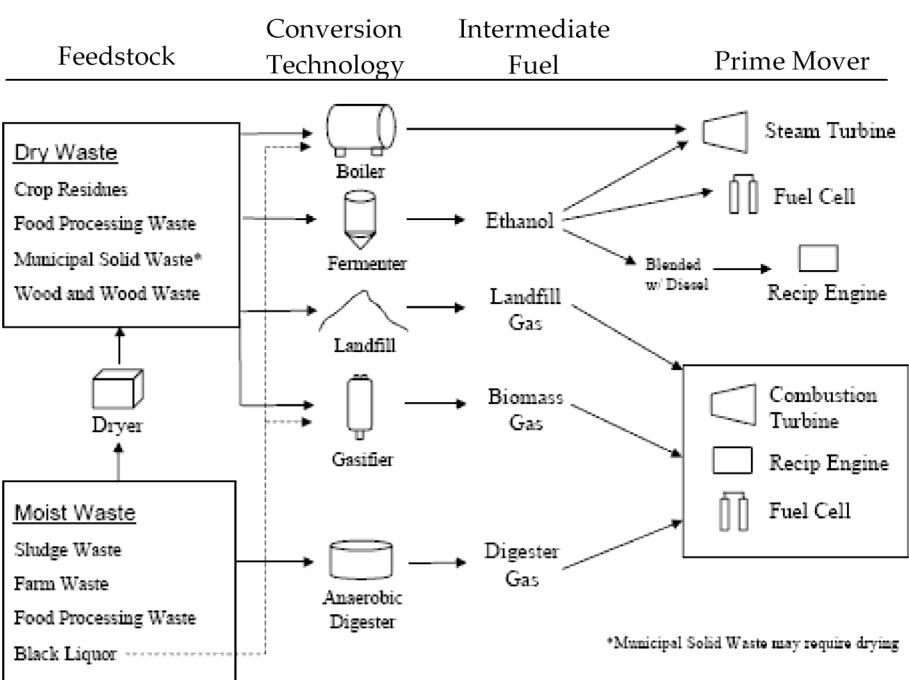 Feedstock
Conversion
Technology
Intermediate
Fuel
Prime Mover
Dry Waste
Crop Residues
Food Processing Waste
Municipal Solid Waste*
Wood and Wood Waste
Dryer
Moist Waste
Sludge Waste
Farm Waste
Food Processing Waste
Black Liquor
Boiler
Fermenter
Landfill
Gasifier
Anaerobic
Digester
Ethanol
Landfill
Gas
Biomass
Gas
Digester
Gas
Steam Turbine
Fuel Cell
Blended
w/ Diesel
Recip Engine
Combustion
Turbine
Recip Engine
Fuel Cell
*Municipal Solid Waste may require drying